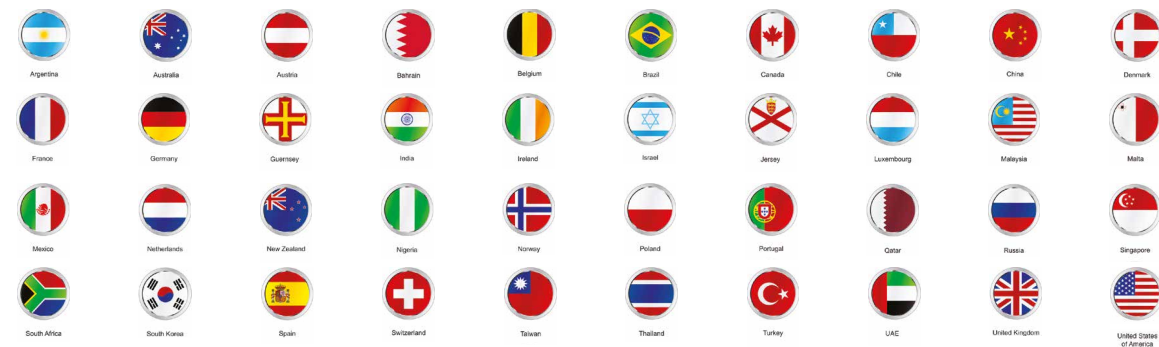 Argentina
Australia
Austria
Bahrain
Belgium
Brazil
Canada
Chile
China
Denmark
France
Germany
Guernsey
India
Ireland
Israel
Jersey
Luxembourg
Malaysia
Malta
Mexico
Netherlands
New Zealand
Nigeria
Norway
Poland
Portugal
Qatar
Russia
Singapore
South Africa
South Korea
Spain
Switzerland
Taiwan
Thailand
Turkey
UAE
United Kingdom
United States
of America